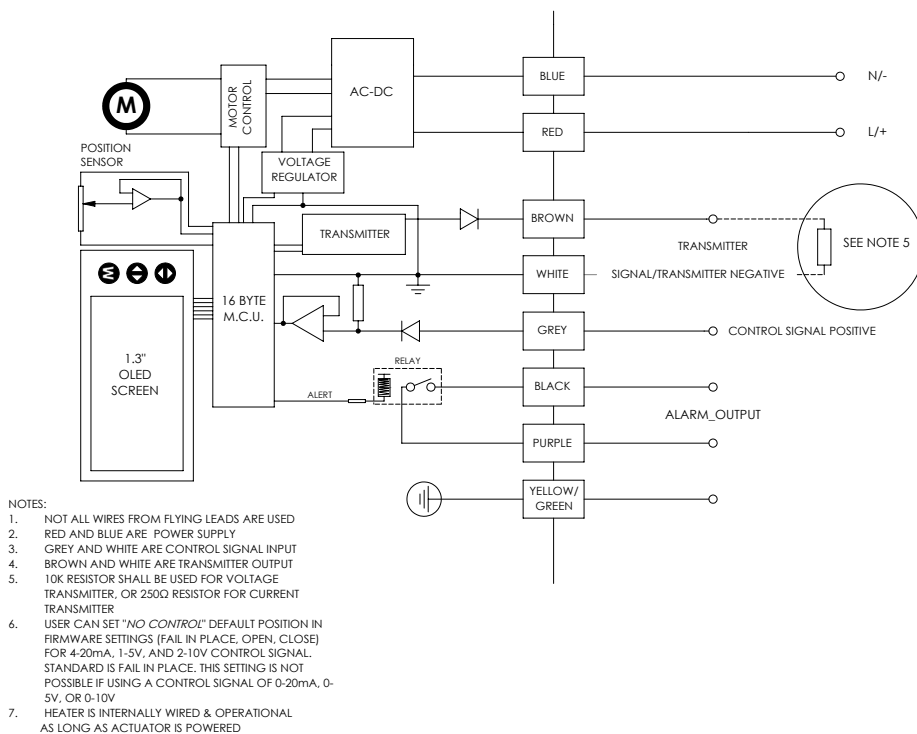 BLUE
N/-
AC-DC
MOTOR
CONTROL
M
RED
L/+
POSITION
SENSOR
VOLTAGE
REGULATOR
BROWN
TRANSMITTER
TRANSMITTER
SEE NOTE 5
WHITE
SIGNAL/TRANSMITTER NEGATIVE
16 BYTE
M.C.U.
GREY
CONTROL SIGNAL POSITIVE
1.3"
OLED
SCREEN
RELAY
BLACK
ALERT
ALARM_OUTPUT
PURPLE
YELLOW/
GREEN
NOTES:
1. NOT ALL WIRES FROM FLYING LEADS ARE USED
2. RED AND BLUE ARE POWER SUPPLY
3. GREY AND WHITE ARE CONTROL SIGNAL INPUT
4. BROWN AND WHITE ARE TRANSMITTER OUTPUT
5. 10K RESISTOR SHALL BE USED FOR VOLTAGE
TRANSMITTER, OR 250Ω RESISTOR FOR CURRENT
TRANSMITTER
6. USER CAN SET "NO CONTROL" DEFAULT POSITION IN
FIRMWARE SETTINGS (FAIL IN PLACE, OPEN, CLOSE)
FOR 4-20mA, 1-5V, AND 2-10V CONTROL SIGNAL.
STANDARD IS FAIL IN PLACE. THIS SETTING IS NOT
POSSIBLE IF USING A CONTROL SIGNAL OF 0-20mA, 0-
5V, OR 0-10V
7. HEATER IS INTERNALLY WIRED & OPERATIONAL
AS LONG AS ACTUATOR IS POWERED